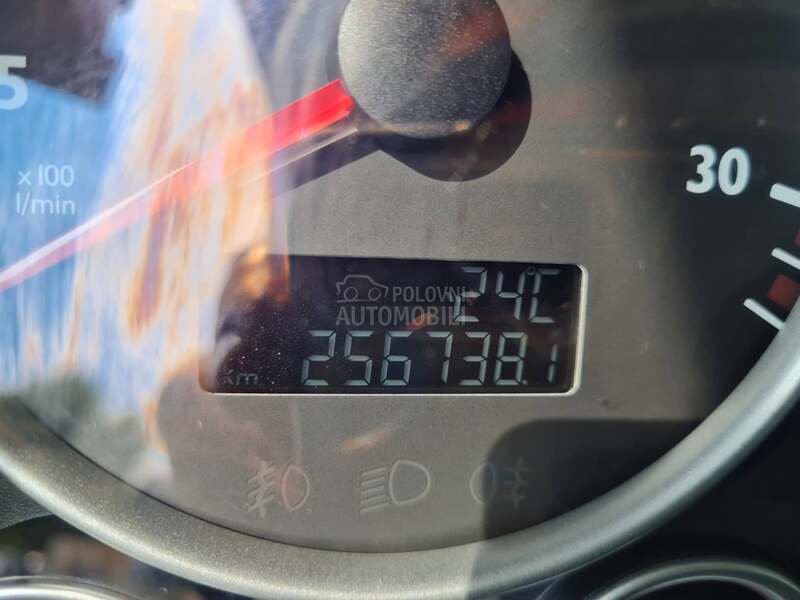 5
x100
l/min
30
24°C
POLOVNI
AUTOMOBILI
km 256738.1